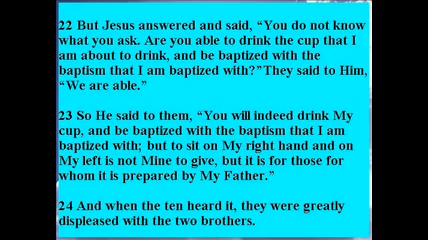 22 But Jesus answered and said, “You do not know
what you ask. Are you able to drink the cup that I
am about to drink, and be baptized with the
baptism that I am baptized with?”They said to Him,
“We are able.”
23 So He said to them, “You will indeed drink My
cup, and be baptized with the baptism that I am
baptized with; but to sit on My right hand and on
My left is not Mine to give, but it is for those for
whom it is prepared by My Father.”
24 And when the ten heard it, they were greatly
displeased with the two brothers.